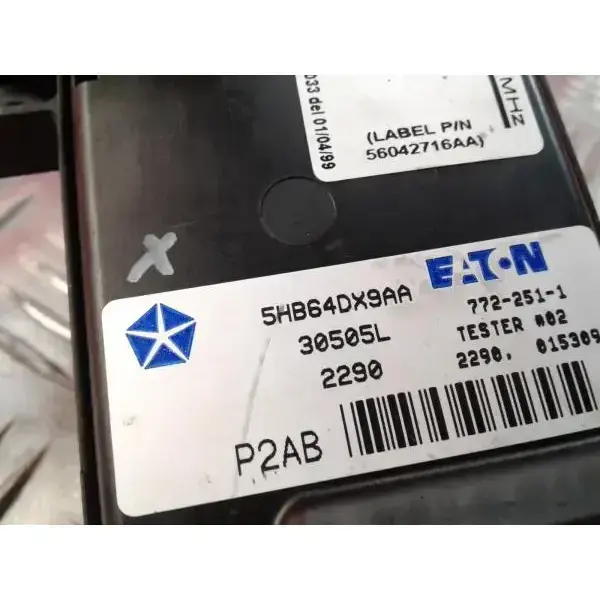 033 del 01/04/99
(LABEL P/N
56042716AA)
MHz
X
EATON
5HB64DX9AA
772-251-1
30505L
TESTER #02
2290
2290, 015309
P2AB